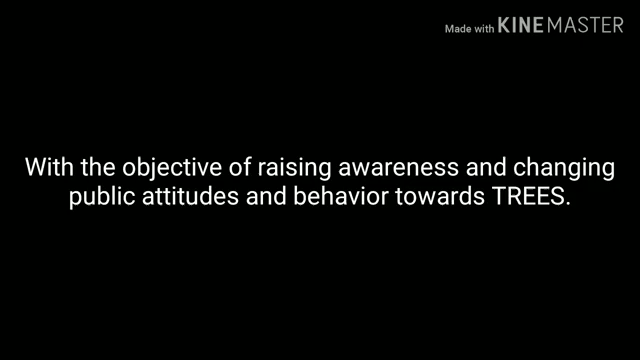 Made with KINEMASTER
With the objective of raising awareness and changing
public attitudes and behavior towards TREES.